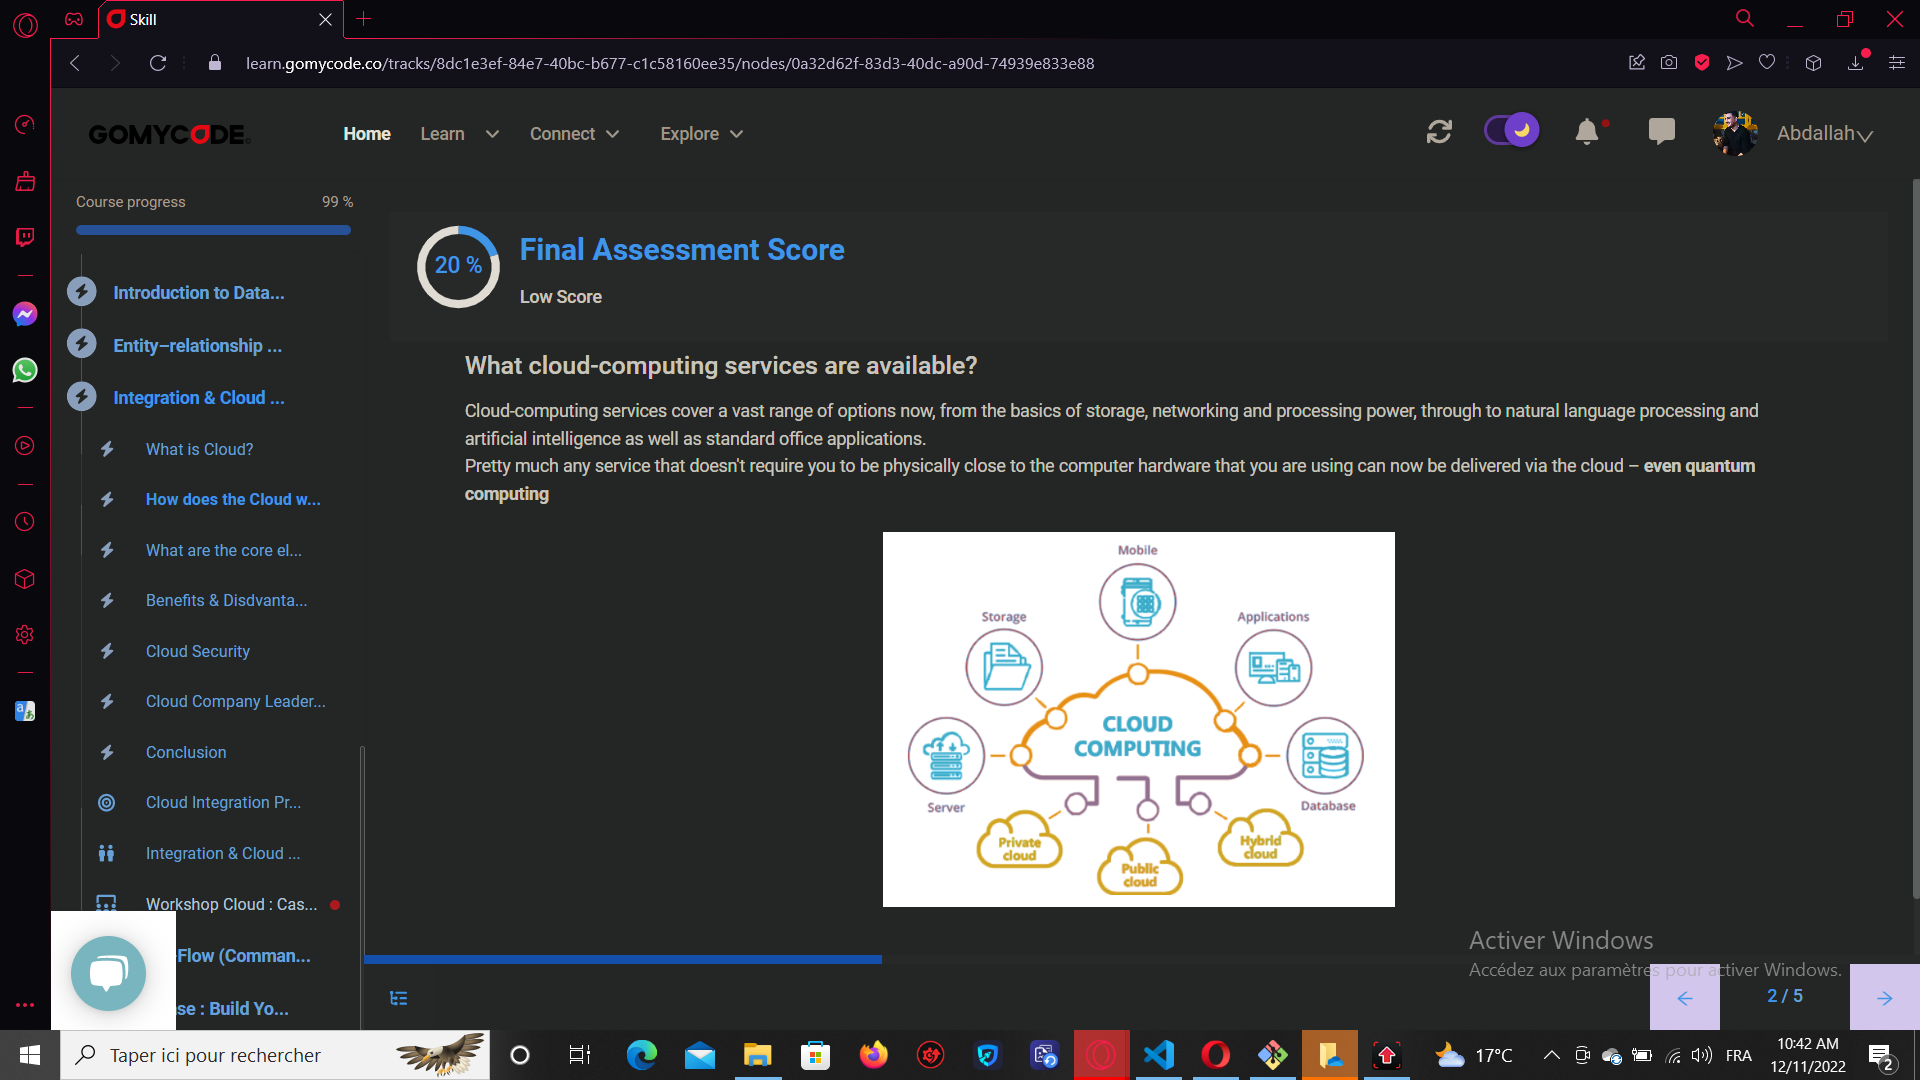 Skill
learn.gomycode.co/tracks/8dc1e3ef-84e7-40bc-b677-c1c58160ee35/nodes/0a32d62f-83d3-40dc-a90d-74939e833e88
GOMYCODE
Home
Learn
Connect
Explore
Abdallah
Course progress
99 %
Introduction to Data...
Entity–relationship ...
Integration & Cloud ...
What is Cloud?
How does the Cloud w...
What are the core el...
Benefits & Disdvanta...
Cloud Security
Cloud Company Leader...
Conclusion
Cloud Integration Pr...
Integration & Cloud ...
Workshop Cloud : Cas...
Flow (Comman...
se : Build Yo...
20 %
Final Assessment Score
Low Score
What cloud-computing services are available?
Cloud-computing services cover a vast range of options now, from the basics of storage, networking and processing power, through to natural language processing and
artificial intelligence as well as standard office applications.
Pretty much any service that doesn't require you to be physically close to the computer hardware that you are using can now be delivered via the cloud – even quantum
computing
Mobile
Storage
Applications
CLOUD
COMPUTING
Server
Database
Private
cloud
Public
cloud
Hybrid
cloud
Activer Windows
Accédez aux paramètres pour activer Windows.
2 / 5
Taper ici pour rechercher
17°C
FRA
10:42 AM
12/11/2022
2